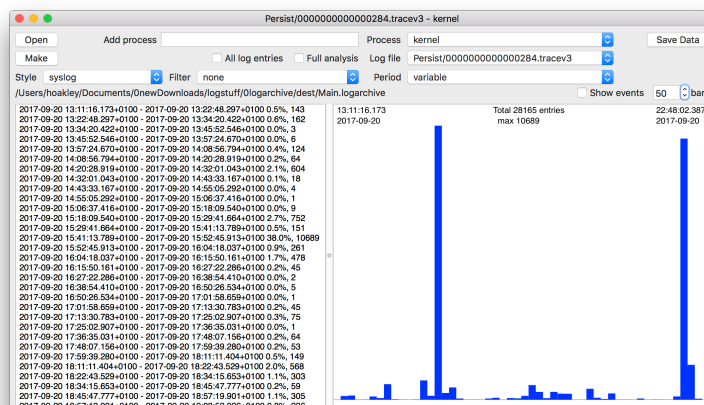 Persist/0000000000000284.tracev3 - kernel
Open Add process Process kernel Save Data
Make All log entries Full analysis Log file Persist/0000000000000284.tracev3
Style syslog Filter none Period variable
/Users/hoakley/Documents/0newDownloads/logstuff/0logarchive/dest/Main.logarchive Show events 50 bar
2017-09-20 13:11:16.173+0100 - 2017-09-20 13:22:48.297+0100 0.5%, 143
2017-09-20 13:22:48.297+0100 - 2017-09-20 13:34:20.422+0100 0.6%, 162
2017-09-20 13:34:20.422+0100 - 2017-09-20 13:45:52.546+0100 0.0%, 3
2017-09-20 13:45:52.546+0100 - 2017-09-20 13:57:24.670+0100 0.0%, 6
2017-09-20 13:57:24.670+0100 - 2017-09-20 14:08:56.794+0100 0.4%, 124
2017-09-20 14:08:56.794+0100 - 2017-09-20 14:20:28.919+0100 0.2%, 64
2017-09-20 14:20:28.919+0100 - 2017-09-20 14:32:01.043+0100 2.1%, 604
2017-09-20 14:32:01.043+0100 - 2017-09-20 14:43:33.167+0100 0.1%, 18
2017-09-20 14:43:33.167+0100 - 2017-09-20 14:55:05.292+0100 0.0%, 4
2017-09-20 14:55:05.292+0100 - 2017-09-20 15:06:37.416+0100 0.0%, 1
2017-09-20 15:06:37.416+0100 - 2017-09-20 15:18:09.540+0100 0.0%, 9
2017-09-20 15:18:09.540+0100 - 2017-09-20 15:29:41.664+0100 2.7%, 752
2017-09-20 15:29:41.664+0100 - 2017-09-20 15:41:13.789+0100 0.5%, 151
2017-09-20 15:41:13.789+0100 - 2017-09-20 15:52:45.913+0100 38.0%, 10689
2017-09-20 15:52:45.913+0100 - 2017-09-20 16:04:18.037+0100 0.9%, 261
2017-09-20 16:04:18.037+0100 - 2017-09-20 16:15:50.161+0100 1.7%, 478
2017-09-20 16:15:50.161+0100 - 2017-09-20 16:27:22.286+0100 0.2%, 45
2017-09-20 16:27:22.286+0100 - 2017-09-20 16:38:54.410+0100 0.0%, 2
2017-09-20 16:38:54.410+0100 - 2017-09-20 16:50:26.534+0100 0.0%, 5
2017-09-20 16:50:26.534+0100 - 2017-09-20 17:01:58.659+0100 0.0%, 1
2017-09-20 17:01:58.659+0100 - 2017-09-20 17:13:30.783+0100 0.2%, 45
2017-09-20 17:13:30.783+0100 - 2017-09-20 17:25:02.907+0100 0.3%, 75
2017-09-20 17:25:02.907+0100 - 2017-09-20 17:36:35.031+0100 0.0%, 1
2017-09-20 17:36:35.031+0100 - 2017-09-20 17:48:07.156+0100 0.2%, 64
2017-09-20 17:48:07.156+0100 - 2017-09-20 17:59:39.280+0100 0.2%, 53
2017-09-20 17:59:39.280+0100 - 2017-09-20 18:11:11.404+0100 0.5%, 149
2017-09-20 18:11:11.404+0100 - 2017-09-20 18:22:43.529+0100 2.0%, 568
2017-09-20 18:22:43.529+0100 - 2017-09-20 18:34:15.653+0100 1.1%, 303
2017-09-20 18:34:15.653+0100 - 2017-09-20 18:45:47.777+0100 0.2%, 59
2017-09-20 18:45:47.777+0100 - 2017-09-20 18:57:19.901+0100 1.1%, 305
13:11:16.173 Total 28165 entries 22:48:02.387
2017-09-20 max 10689 2017-09-20